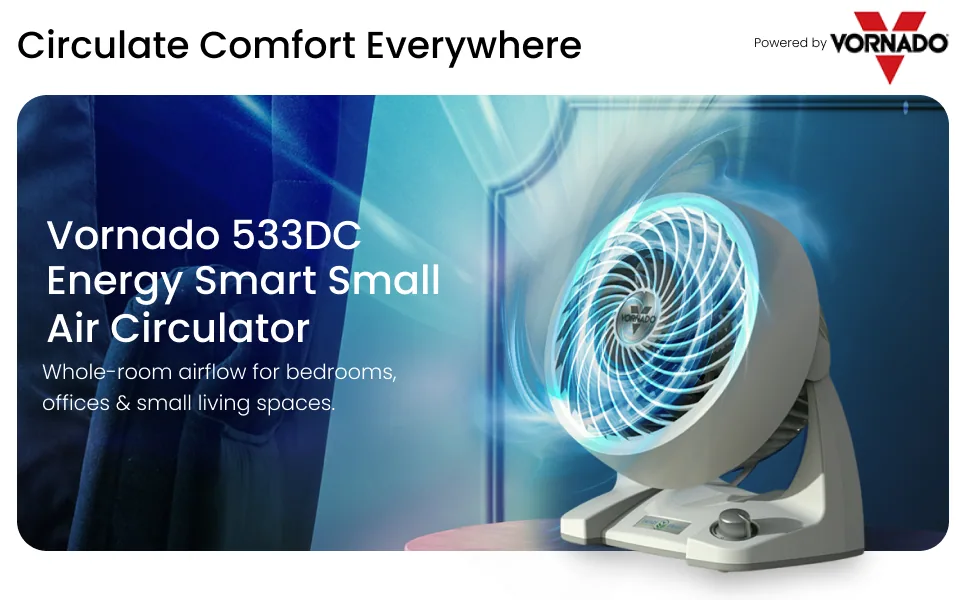 Circulate Comfort Everywhere
Powered by VORNADO
Vornado 533DC
Energy Smart Small
Air Circulator
Whole-room airflow for bedrooms,
offices & small living spaces.
VORNADO